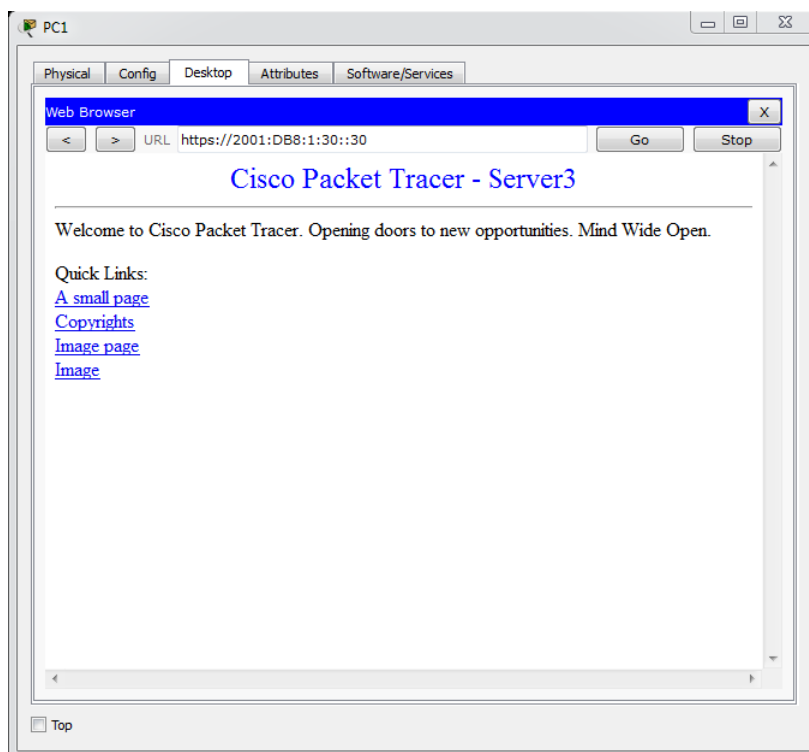 PC1
Physical Config Desktop Attributes Software/Services
Web Browser X
< > URL https://2001:DB8:1:30::30 Go Stop
Cisco Packet Tracer - Server3
Welcome to Cisco Packet Tracer. Opening doors to new opportunities. Mind Wide Open.
Quick Links:
A small page
Copyrights
Image page
Image
Top